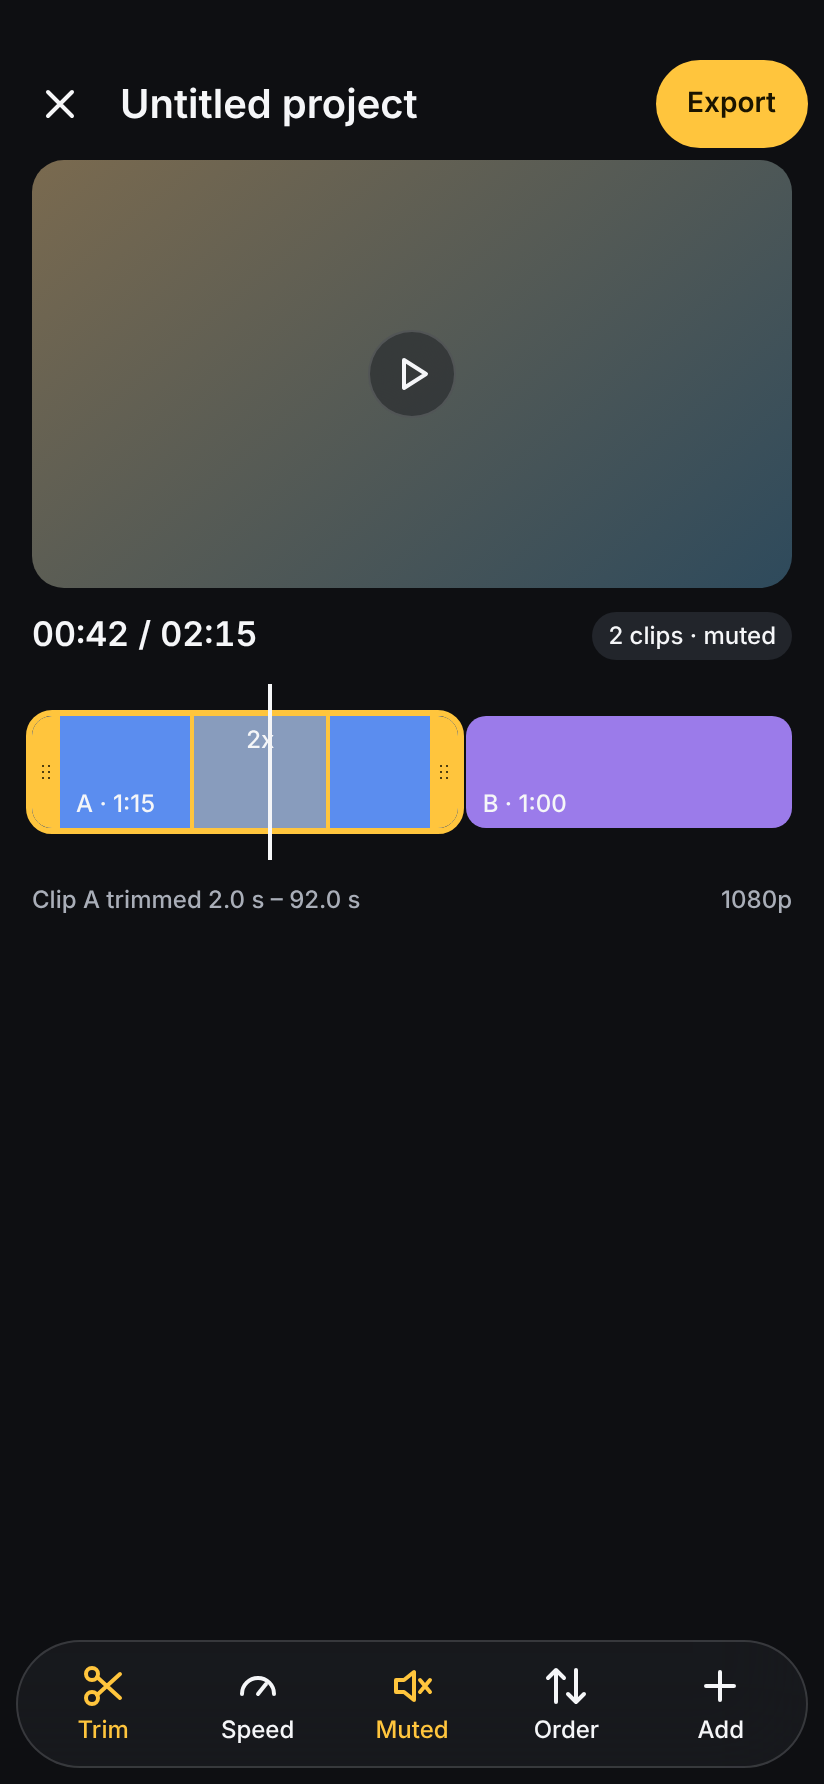 Untitled project
Export
00:42 / 02:15
2 clips · muted
2x
A · 1:15
B · 1:00
Clip A trimmed 2.0 s – 92.0 s
1080p
Trim
Speed
Muted
Order
Add